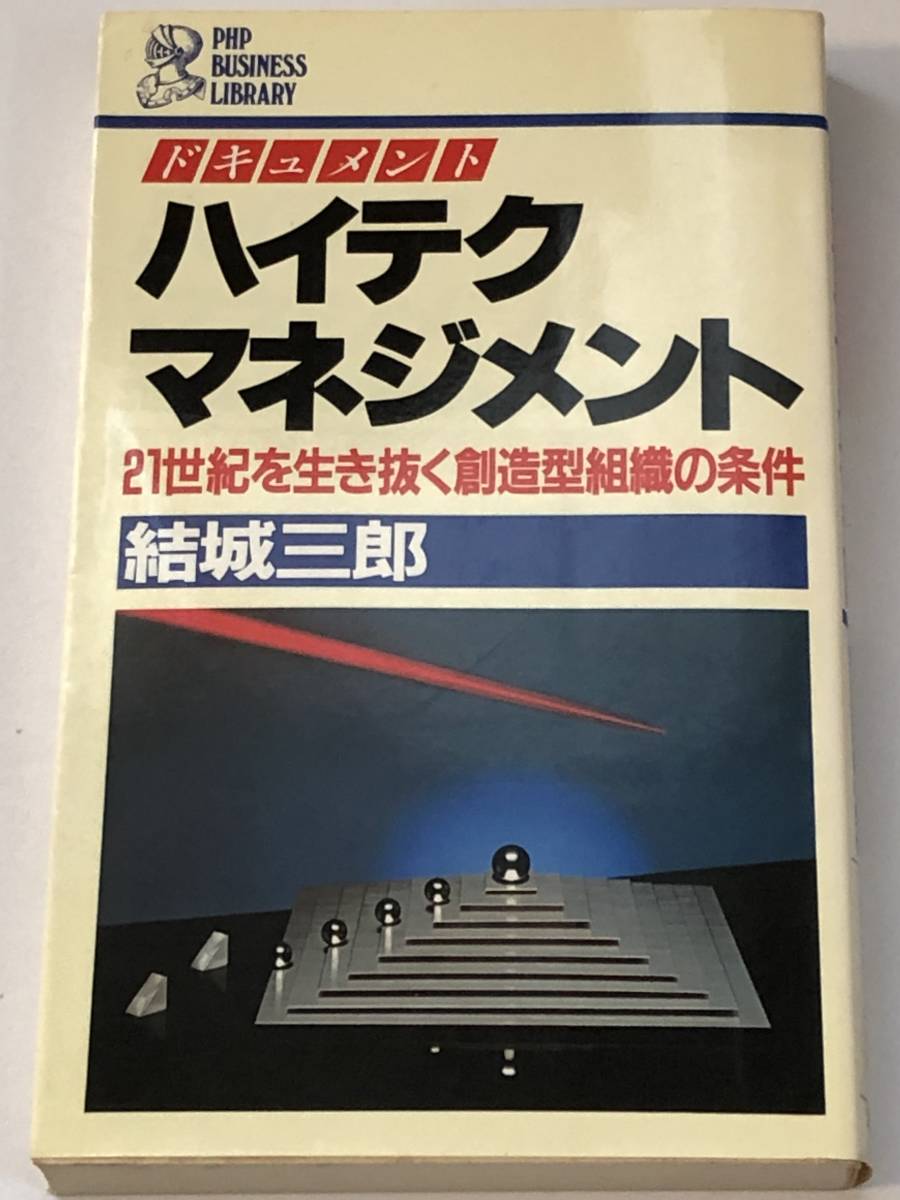 PHP
BUSINESS
LIBRARY
ドキュメント
ハイテク
マネジメント
21世紀を生き抜く創造型組織の条件
結城三郎